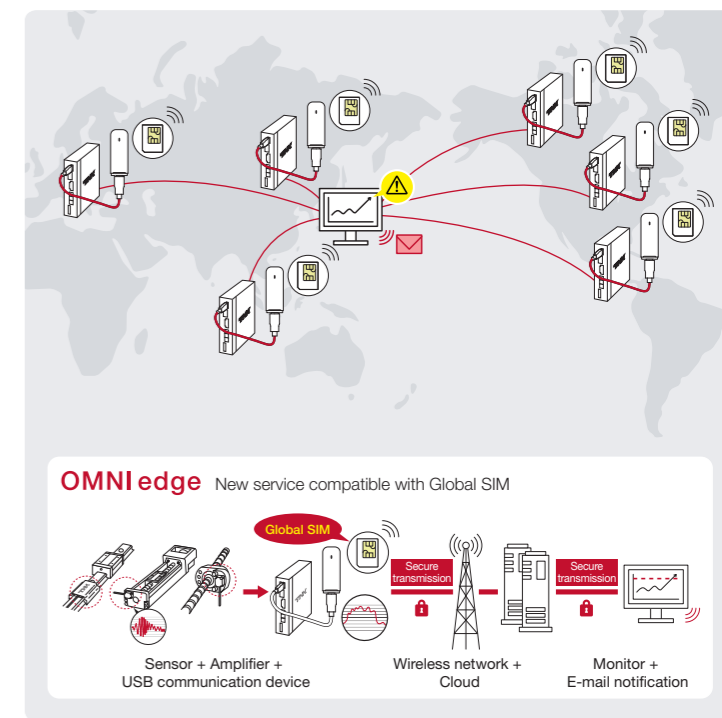 OMNI edge New service compatible with Global SIM
Global SIM
Secure
transmission
Secure
transmission
Sensor + Amplifier +
USB communication device
Wireless network +
Cloud
Monitor +
E-mail notification